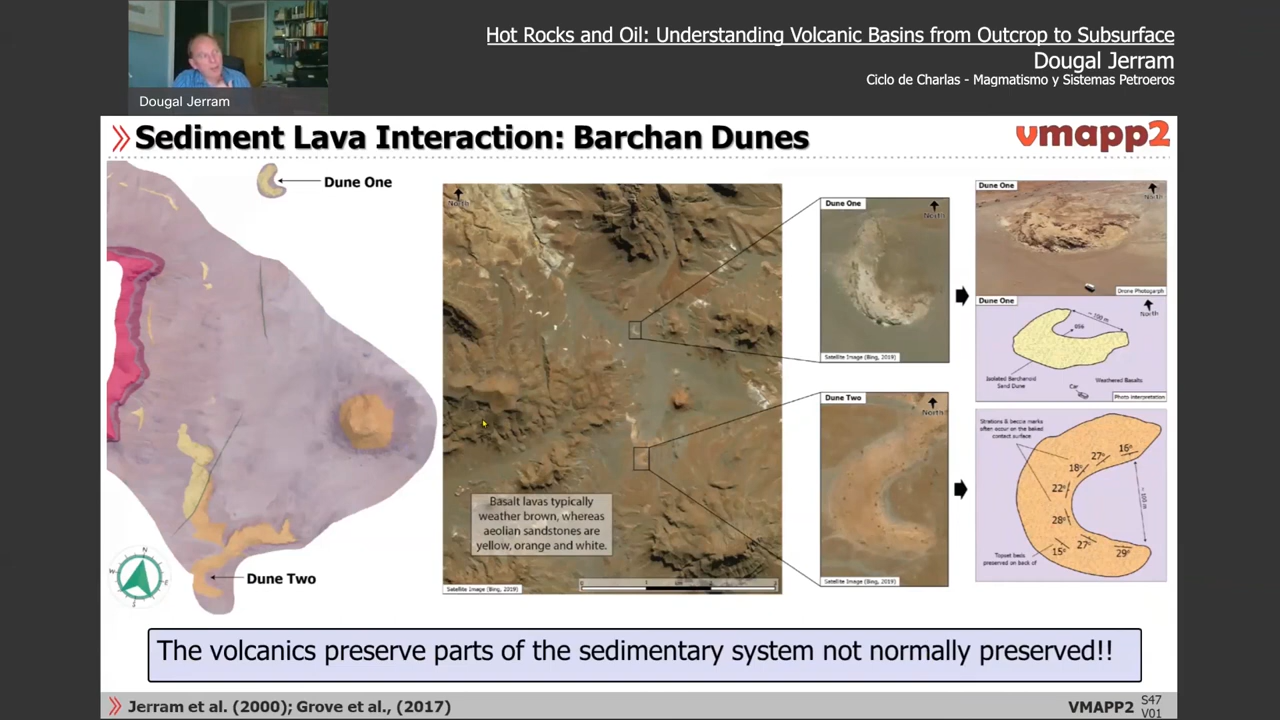 Hot Rocks and Oil: Understanding Volcanic Basins from Outcrop to Subsurface
Dougal Jerram
Ciclo de Charlas - Magmatismo y Sistemas Petroeros
Dougal Jerram
Sediment Lava Interaction: Barchan Dunes
vmapp2
Dune One
Dune Two
N
W
E
S
North
Basalt lavas typically
weather brown, whereas
aeolian sandstones are
yellow, orange and white.
Satellite Image (Bing, 2019)
0
1
2
Dune One
North
Satellite Image (Bing, 2019)
Dune Two
North
Satellite Image (Bing, 2019)
Dune One
North
Drone Photograph
Dune One
North
~ 100 m
Isolated Barchanoid
Sand Dune
Weathered Basalts
Car
Photo Interpretation
Striations & beccia marks
often occur on the baked
contact surface
16°
27°
18°
22°
28°
~ 100 m
15°
27°
29°
Topset beds
preserved on back of
The volcanics preserve parts of the sedimentary system not normally preserved!!
Jerram et al. (2000); Grove et al., (2017)
VMAPP2
S47
V01